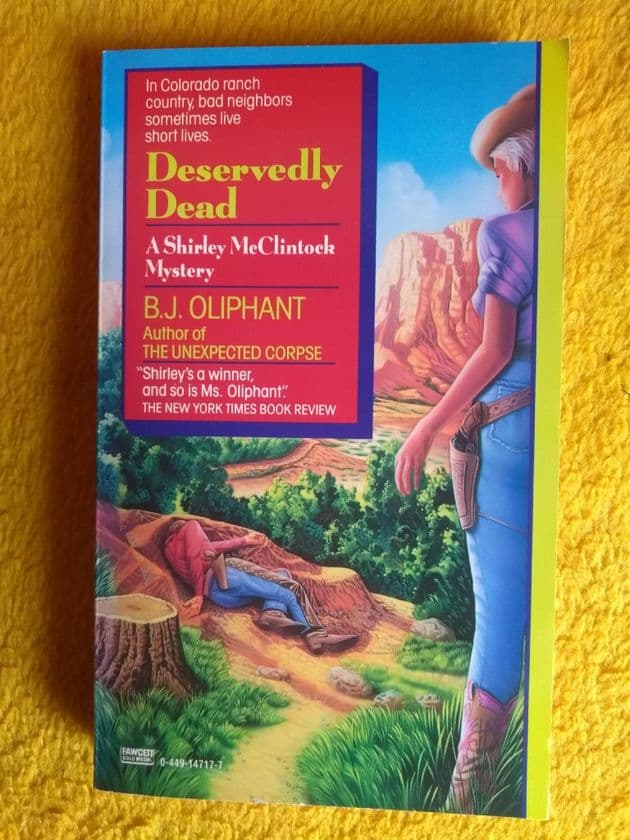 In Colorado ranch
country, bad neighbors
sometimes live
short lives.
Deservedly
Dead
A Shirley McClintock
Mystery
B.J. OLIPHANT
Author of
THE UNEXPECTED CORPSE
"Shirley's a winner,
and so is Ms. Oliphant".
THE NEW YORK TIMES BOOK REVIEW
FAWCETT
GOLD MEDAL
0-449-14717-7